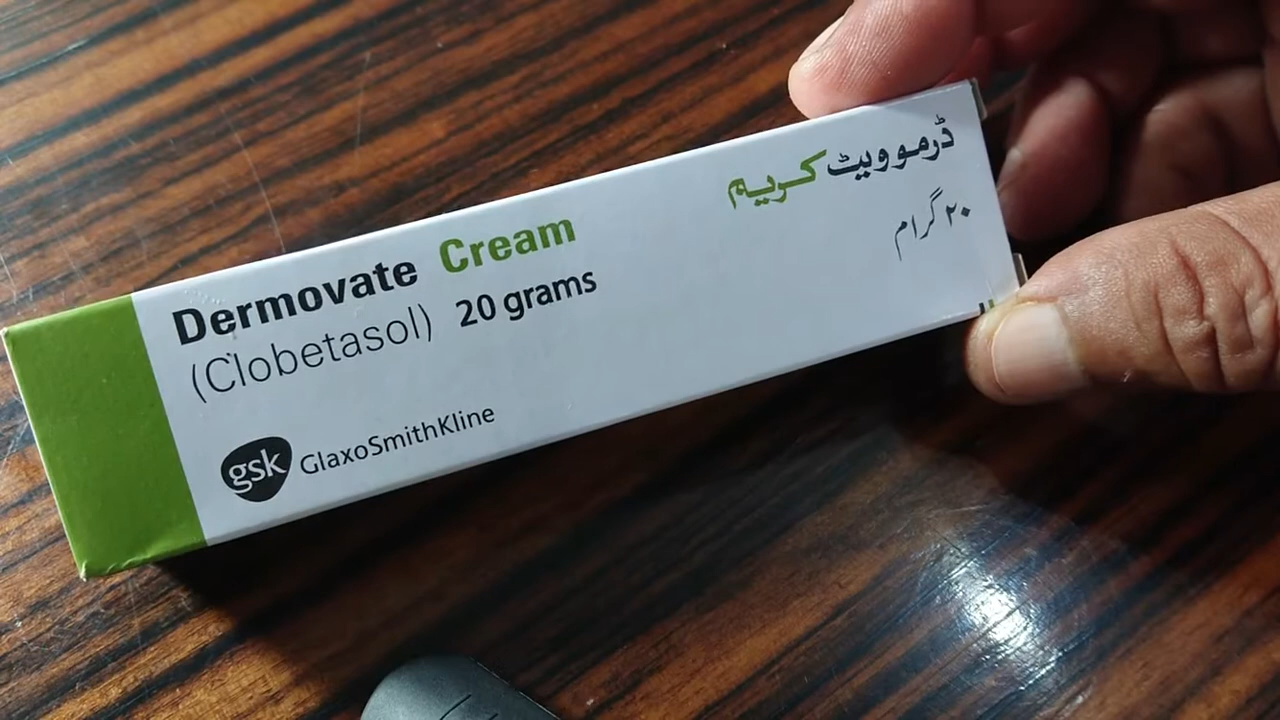 Dermovate Cream
(Clobetasol) 20 grams
gsk GlaxoSmithKline
ڈرموویٹ کریم
۲۰ گرام